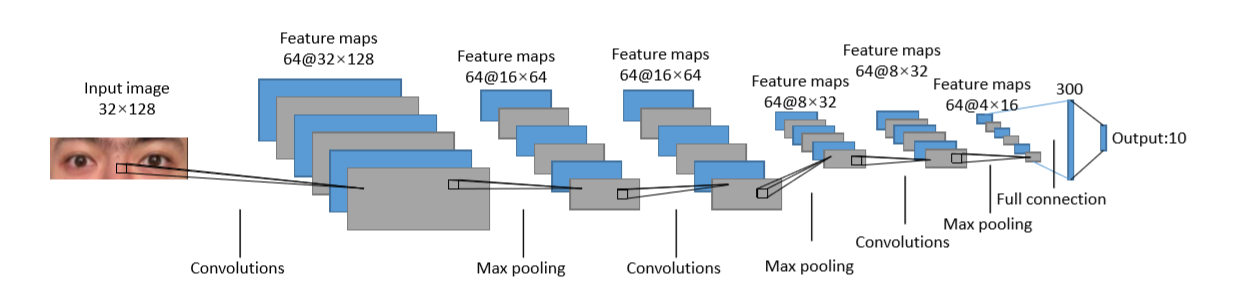 Input image
32×128
Feature maps
64@32×128
Feature maps
64@16×64
Feature maps
64@16×64
Feature maps
64@8×32
Feature maps
64@8×32
Feature maps
64@4×16
300
Output:10
Convolutions
Max pooling
Convolutions
Max pooling
Convolutions
Max pooling
Full connection